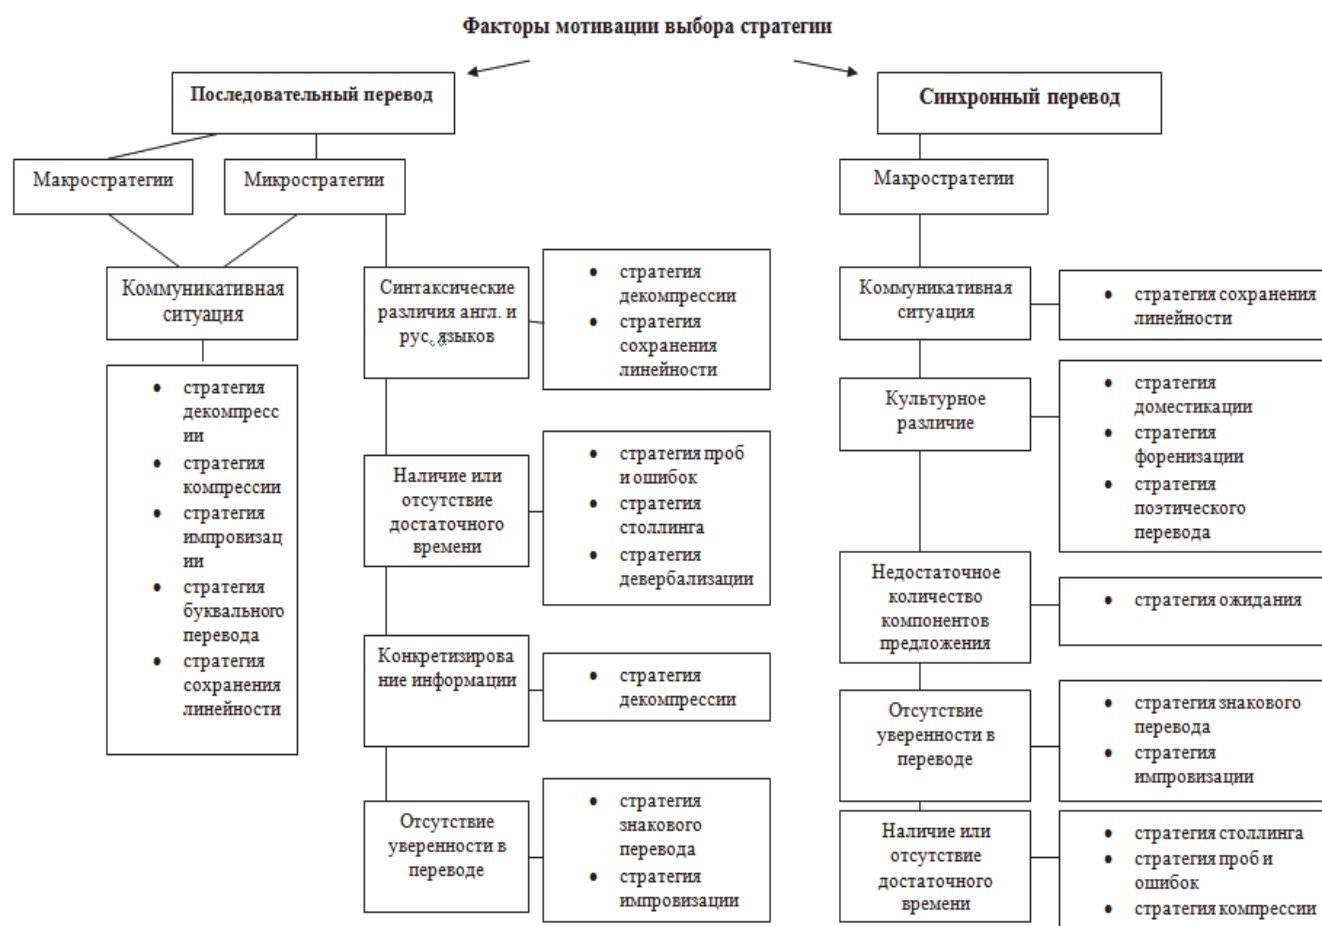 Факторы мотивации выбора стратегии
Последовательный перевод
Макростратегии
Микростратегии
Коммуникативная
ситуация
стратегия
декомпресс
ии
стратегия
компрессии
стратегия
импровизац
ии
стратегия
буквального
перевода
стратегия
сохранения
линейности
Синтаксические
различия англ. и
рус. языков
стратегия
декомпрессии
стратегия
сохранения
линейности
Наличие или
отсутствие
достаточного
времени
стратегия проб
и ошибок
стратегия
столлинга
стратегия
девербализации
Конкретизирова
ние информации
стратегия
декомпрессии
Отсутствие
уверенности в
переводе
стратегия
знакового
перевода
стратегия
импровизации
Синхронный перевод
Макростратегии
Коммуникативная
ситуация
стратегия сохранения
линейности
Культурное
различие
стратегия
доместикации
стратегия
форенизации
стратегия
поэтического
перевода
Недостаточное
количество
компонентов
предложения
стратегия ожидания
Отсутствие
уверенности в
переводе
стратегия знакового
перевода
стратегия
импровизации
Наличие или
отсутствие
достаточного
времени
стратегия столлинга
стратегия проб и
ошибок
стратегия компрессии